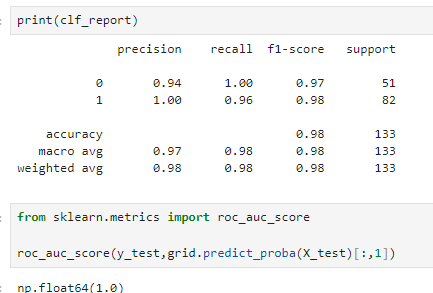 print(clf_report)
precision recall f1-score support
0 0.94 1.00 0.97 51
1 1.00 0.96 0.98 82
accuracy 0.98 133
macro avg 0.97 0.98 0.98 133
weighted avg 0.98 0.98 0.98 133
from sklearn.metrics import roc_auc_score
roc_auc_score(y_test,grid.predict_proba(X_test)[:,1])
np.float64(1.0)